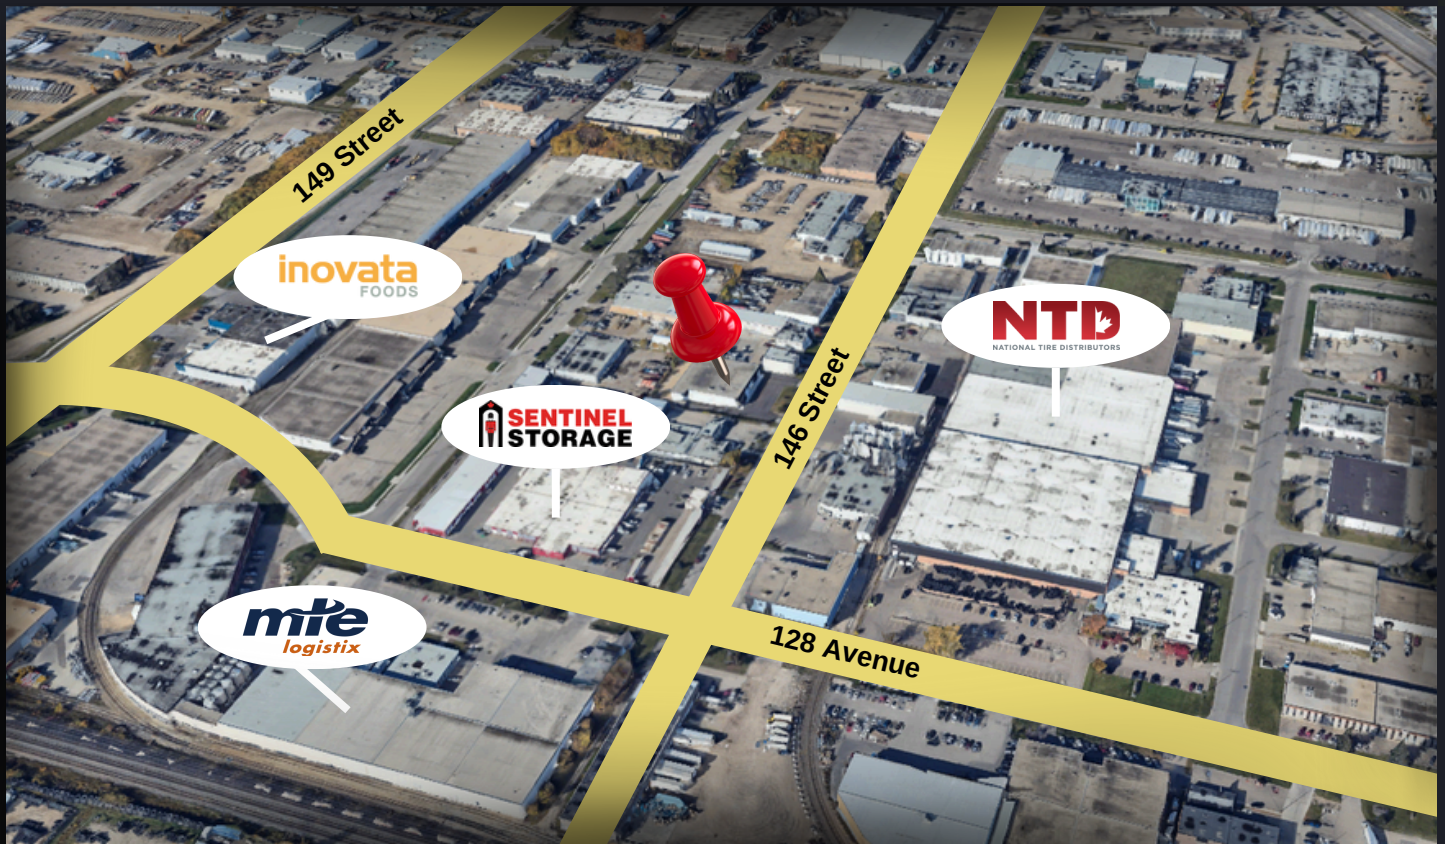 149 Street
inovata
FOODS
NTD
NATIONAL TIRE DISTRIBUTORS
146 Street
SENTINEL
STORAGE
mte
logistix
128 Avenue